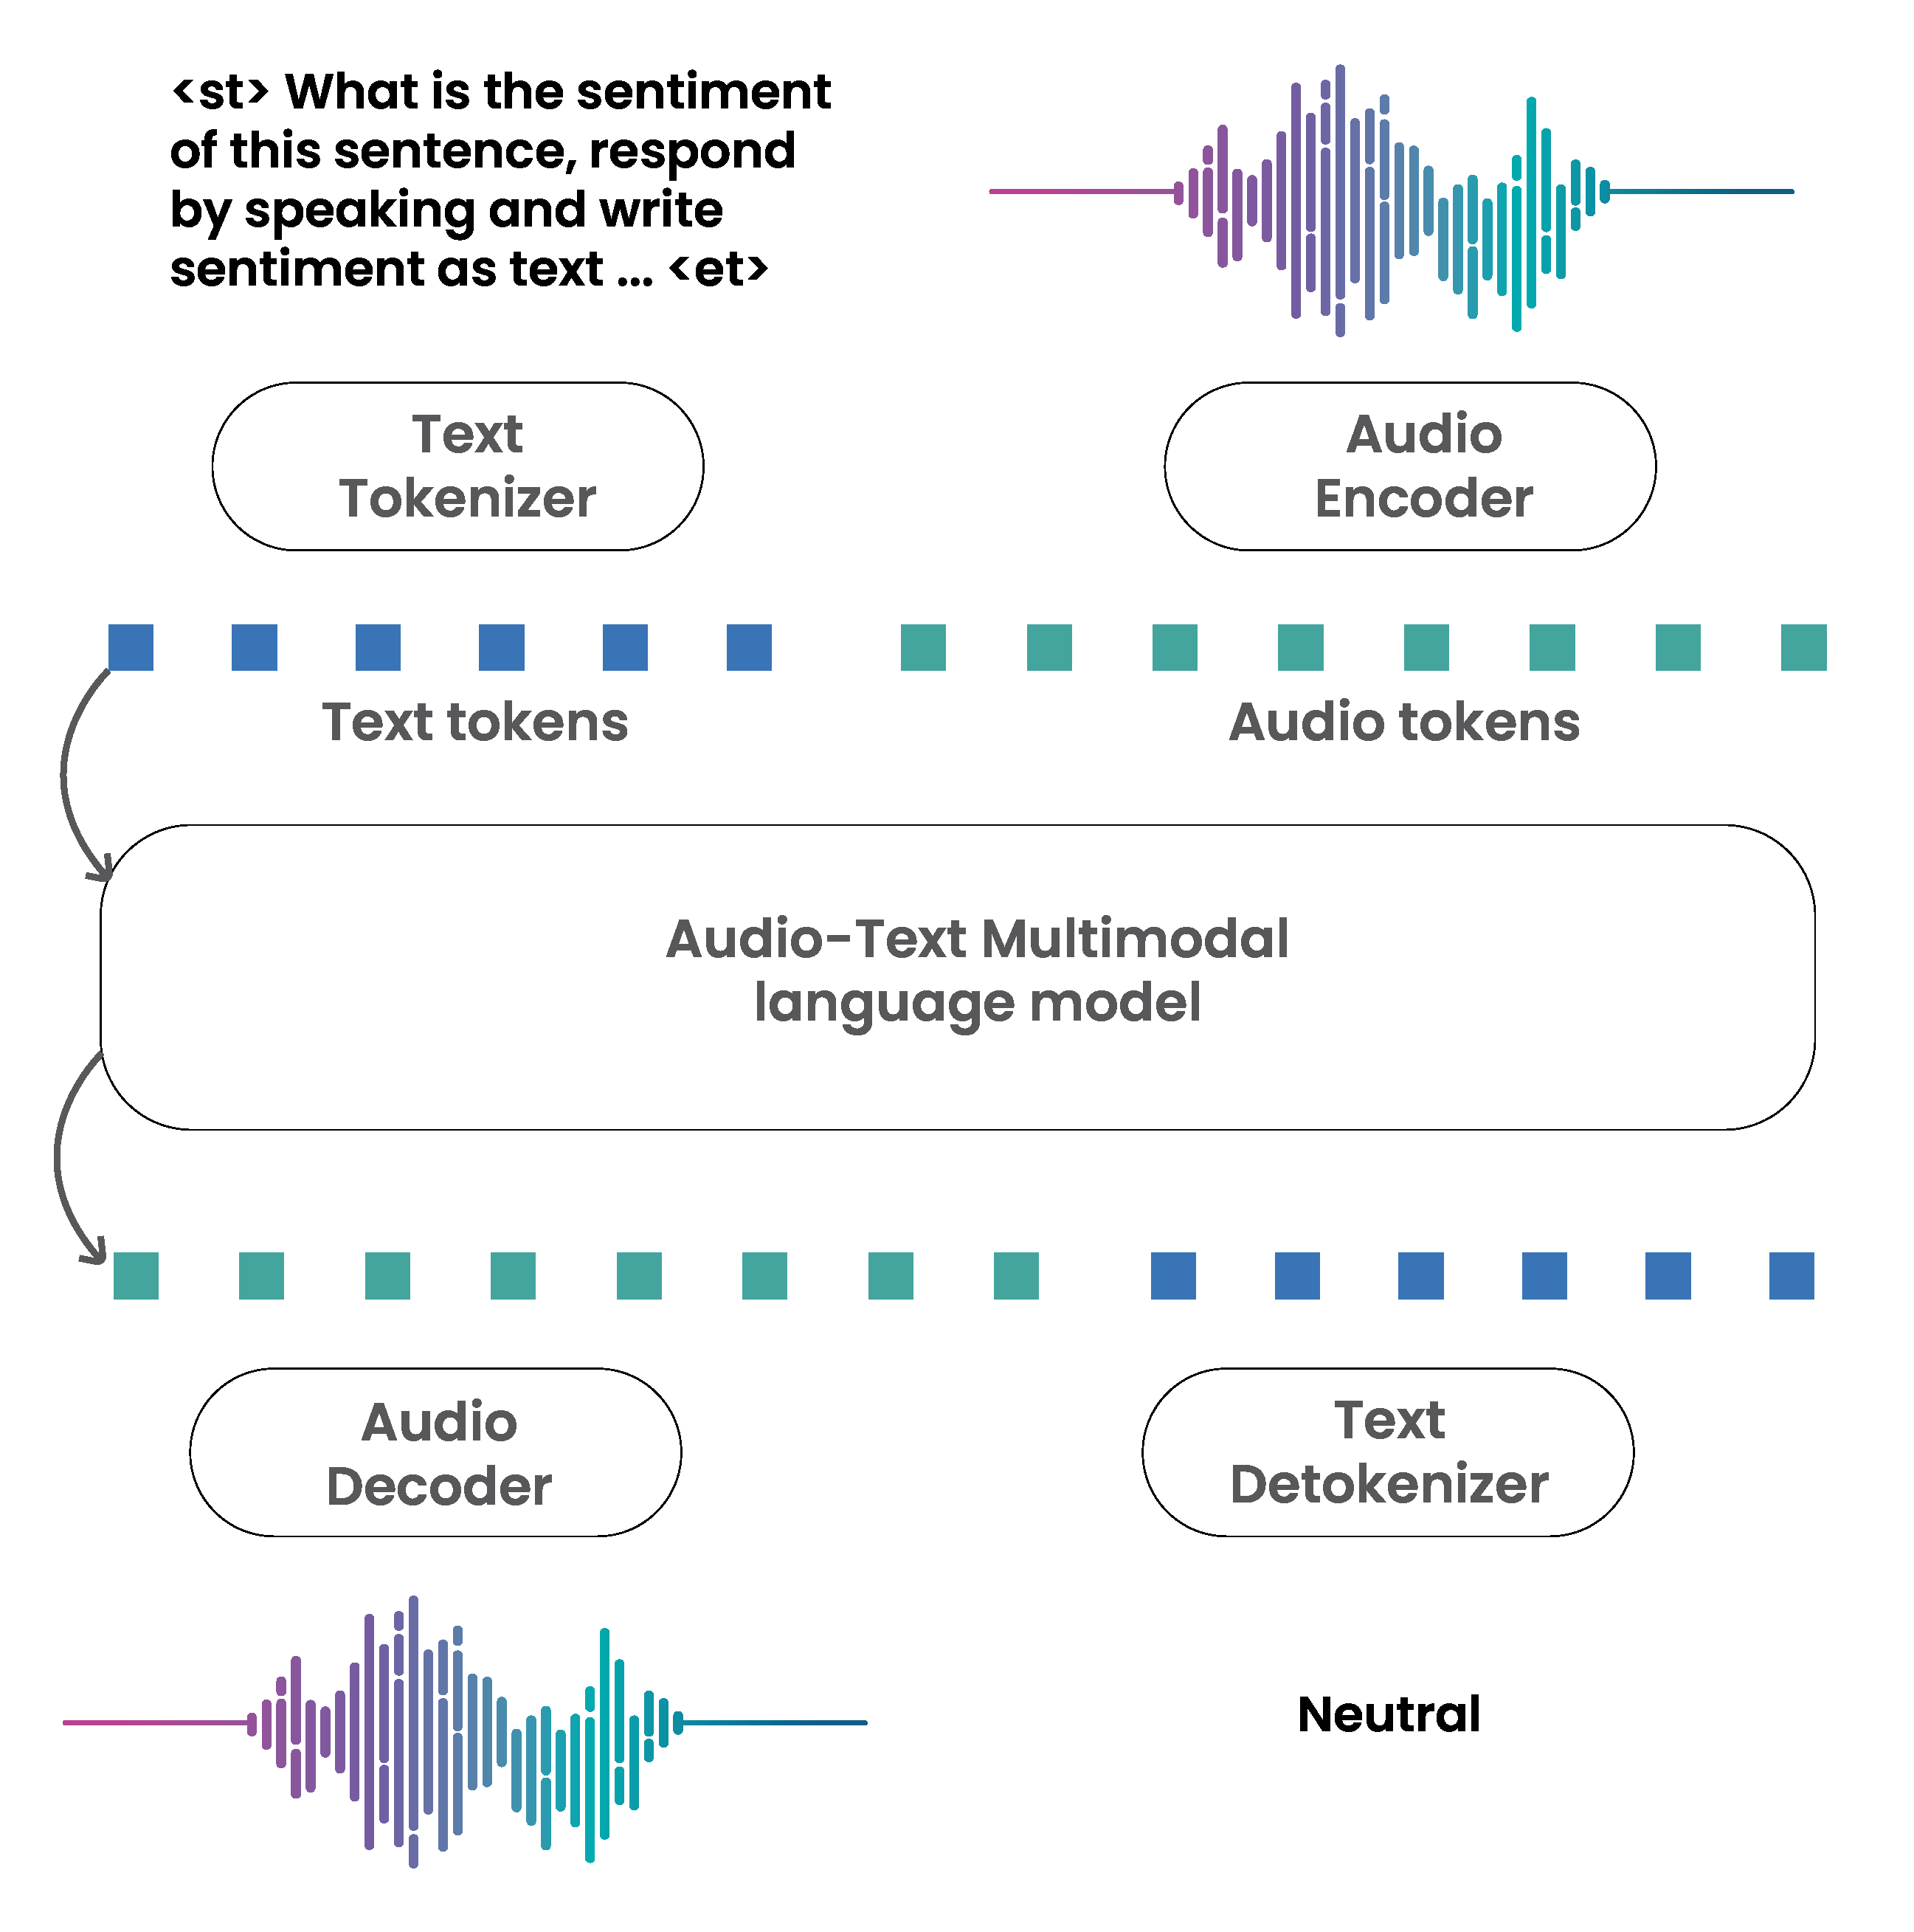 <st> What is the sentiment
of this sentence, respond
by speaking and write
sentiment as text ... <et>
Text
Tokenizer
Audio
Encoder
Text tokens
Audio tokens
Audio-Text Multimodal
language model
Audio
Decoder
Text
Detokenizer
Neutral